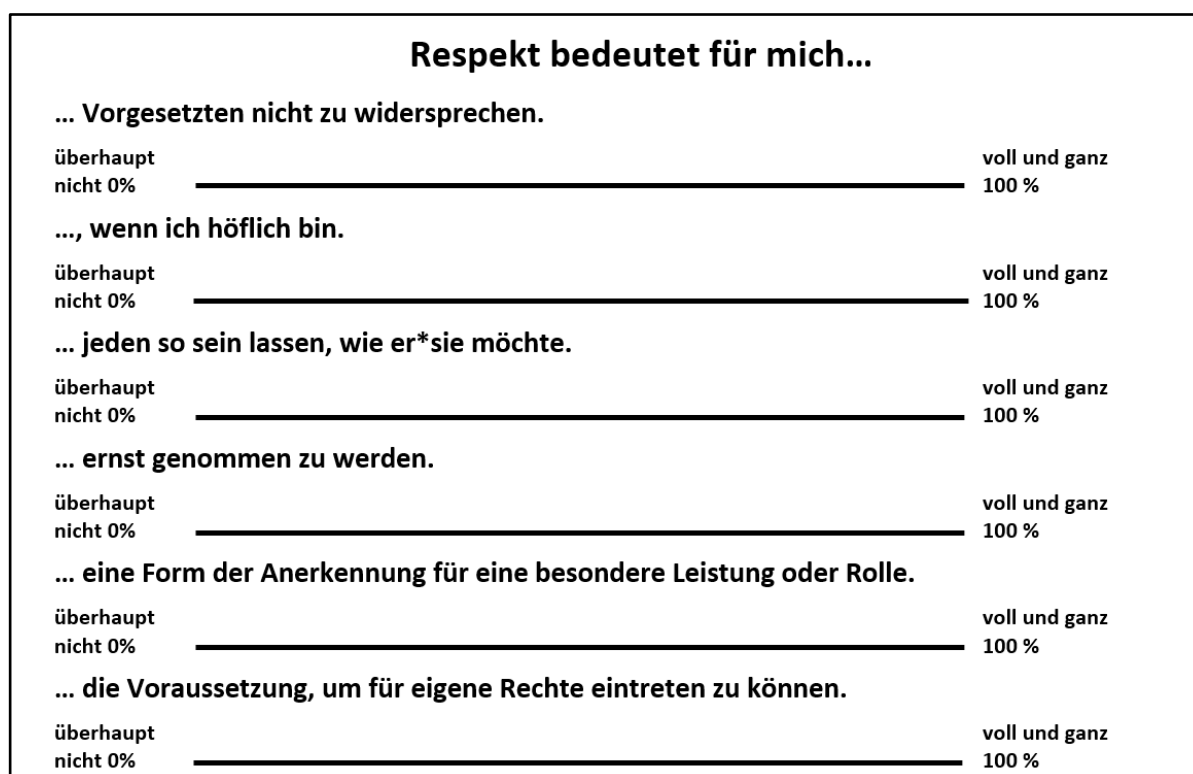 Respekt bedeutet für mich…
… Vorgesetzten nicht zu widersprechen.
überhaupt voll und ganz
nicht 0% 100 %
…, wenn ich höflich bin.
überhaupt voll und ganz
nicht 0% 100 %
… jeden so sein lassen, wie er*sie möchte.
überhaupt voll und ganz
nicht 0% 100 %
… ernst genommen zu werden.
überhaupt voll und ganz
nicht 0% 100 %
… eine Form der Anerkennung für eine besondere Leistung oder Rolle.
überhaupt voll und ganz
nicht 0% 100 %
… die Voraussetzung, um für eigene Rechte eintreten zu können.
überhaupt voll und ganz
nicht 0% 100 %